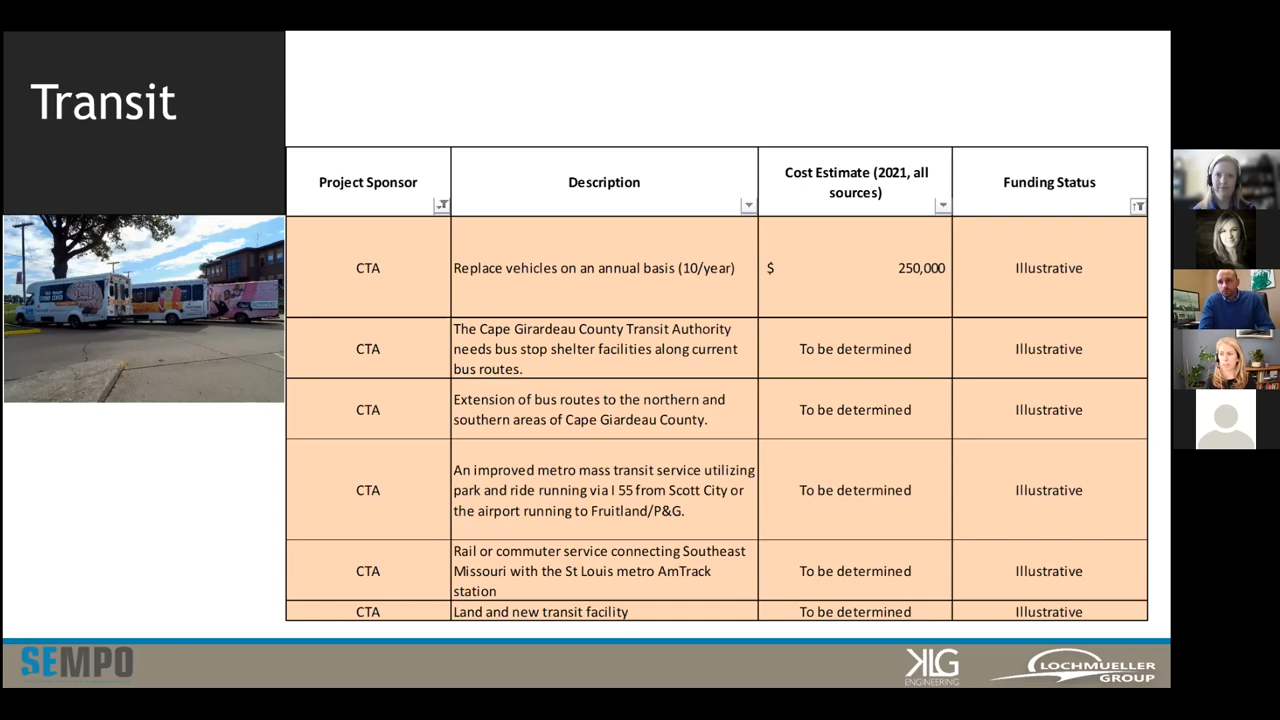 Transit
Project Sponsor
Description
Cost Estimate (2021, all
sources)
Funding Status
CTA
Replace vehicles on an annual basis (10/year)
$ 250,000
Illustrative
CTA
The Cape Girardeau County Transit Authority
needs bus stop shelter facilities along current
bus routes.
To be determined
Illustrative
CTA
Extension of bus routes to the northern and
southern areas of Cape Giardeau County.
To be determined
Illustrative
CTA
An improved metro mass transit service utilizing
park and ride running via I 55 from Scott City or
the airport running to Fruitland/P&G.
To be determined
Illustrative
CTA
Rail or commuter service connecting Southeast
Missouri with the St Louis metro AmTrack
station
To be determined
Illustrative
CTA
Land and new transit facility
To be determined
Illustrative
SEMPO
KLG
ENGINEERING
LOCHMUELLER
GROUP